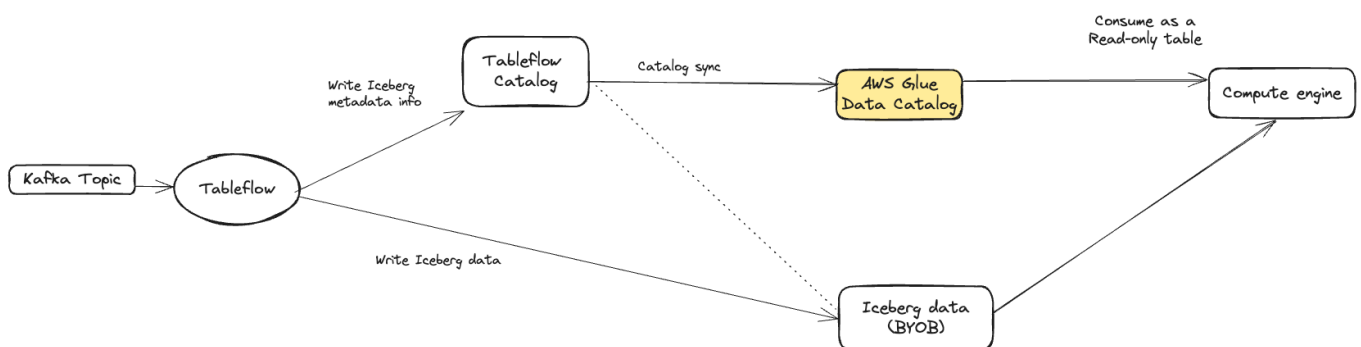 Consume as a
Read-only table
Tableflow
Catalog
Catalog sync
AWS Glue
Data Catalog
Compute engine
Write Iceberg
metadata info
Kafka Topic
Tableflow
Write Iceberg data
Iceberg data
(BYOB)